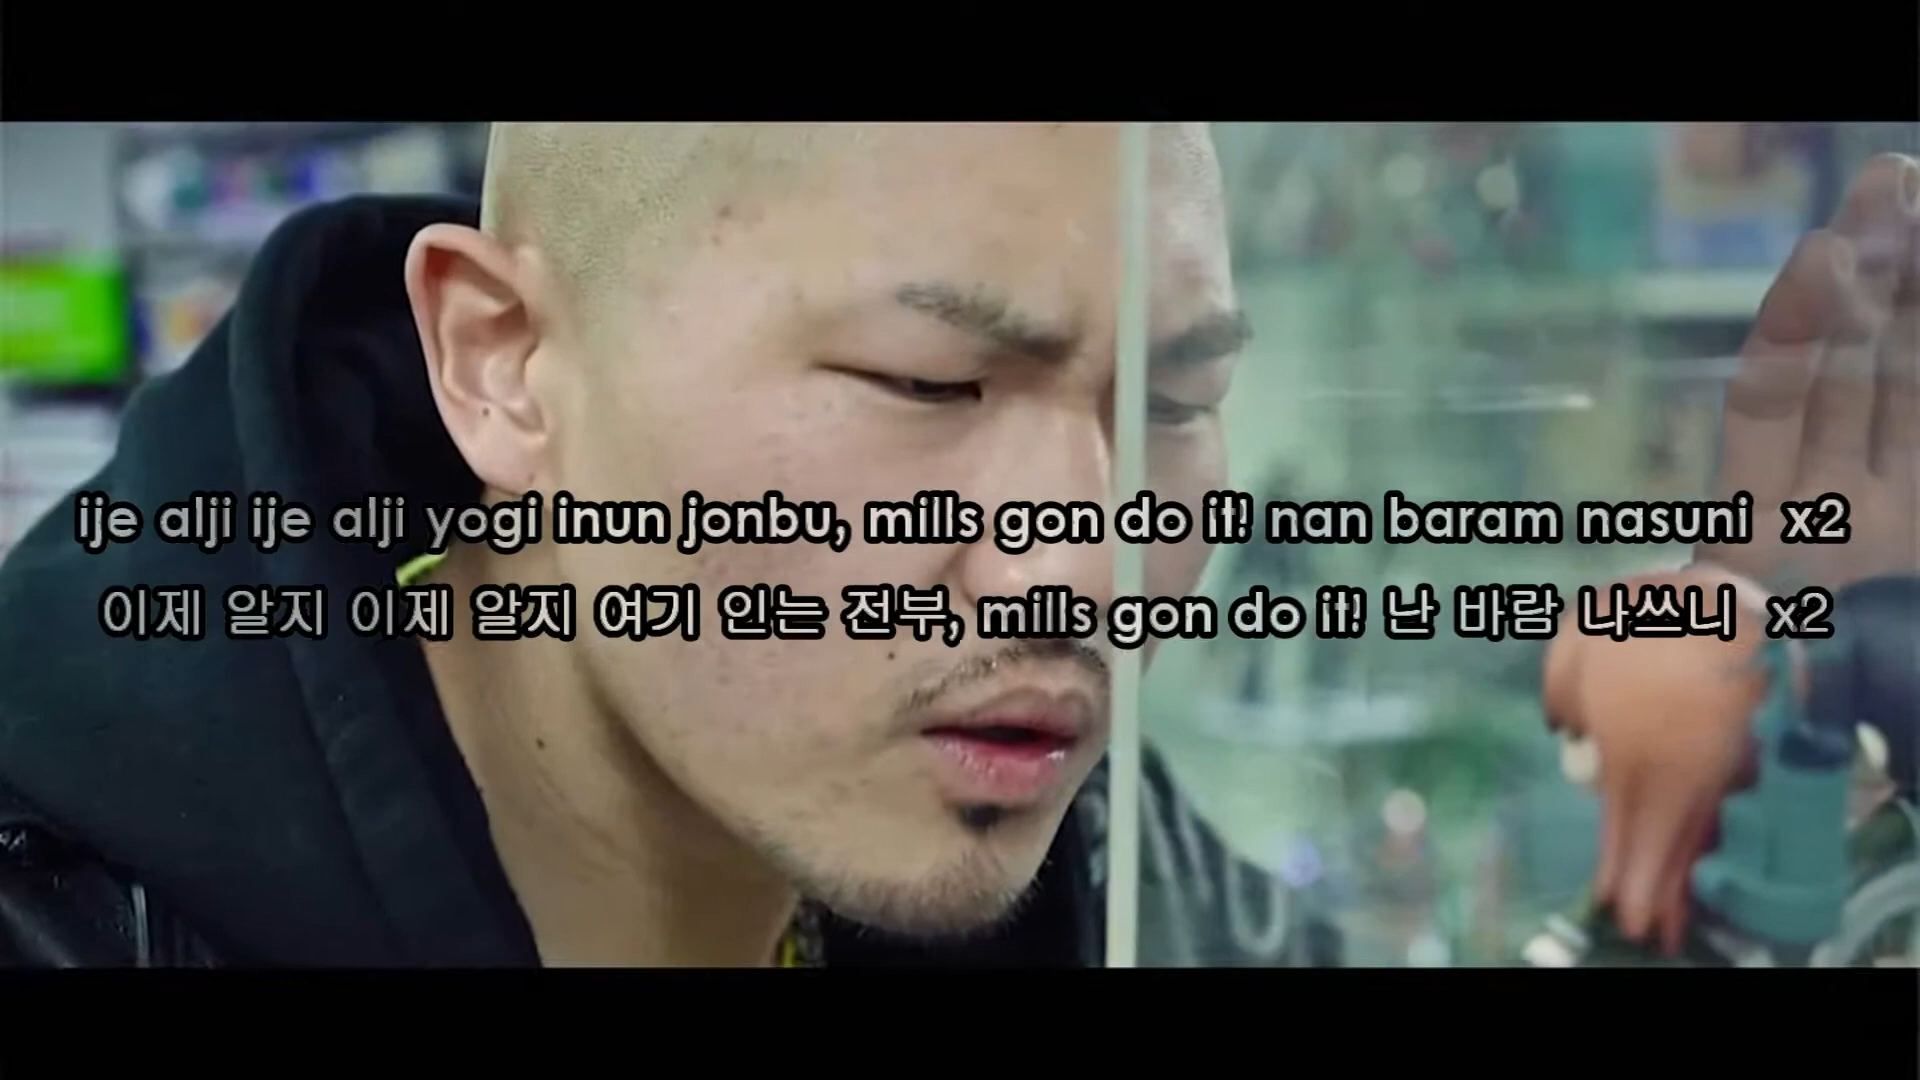 ije alji ije alji yogi inun jonbu, mills gon do it! nan baram nasuni x2
이제 알지 이제 알지 여기 인는 전부, mills gon do it! 난 바람 나쓰니 x2